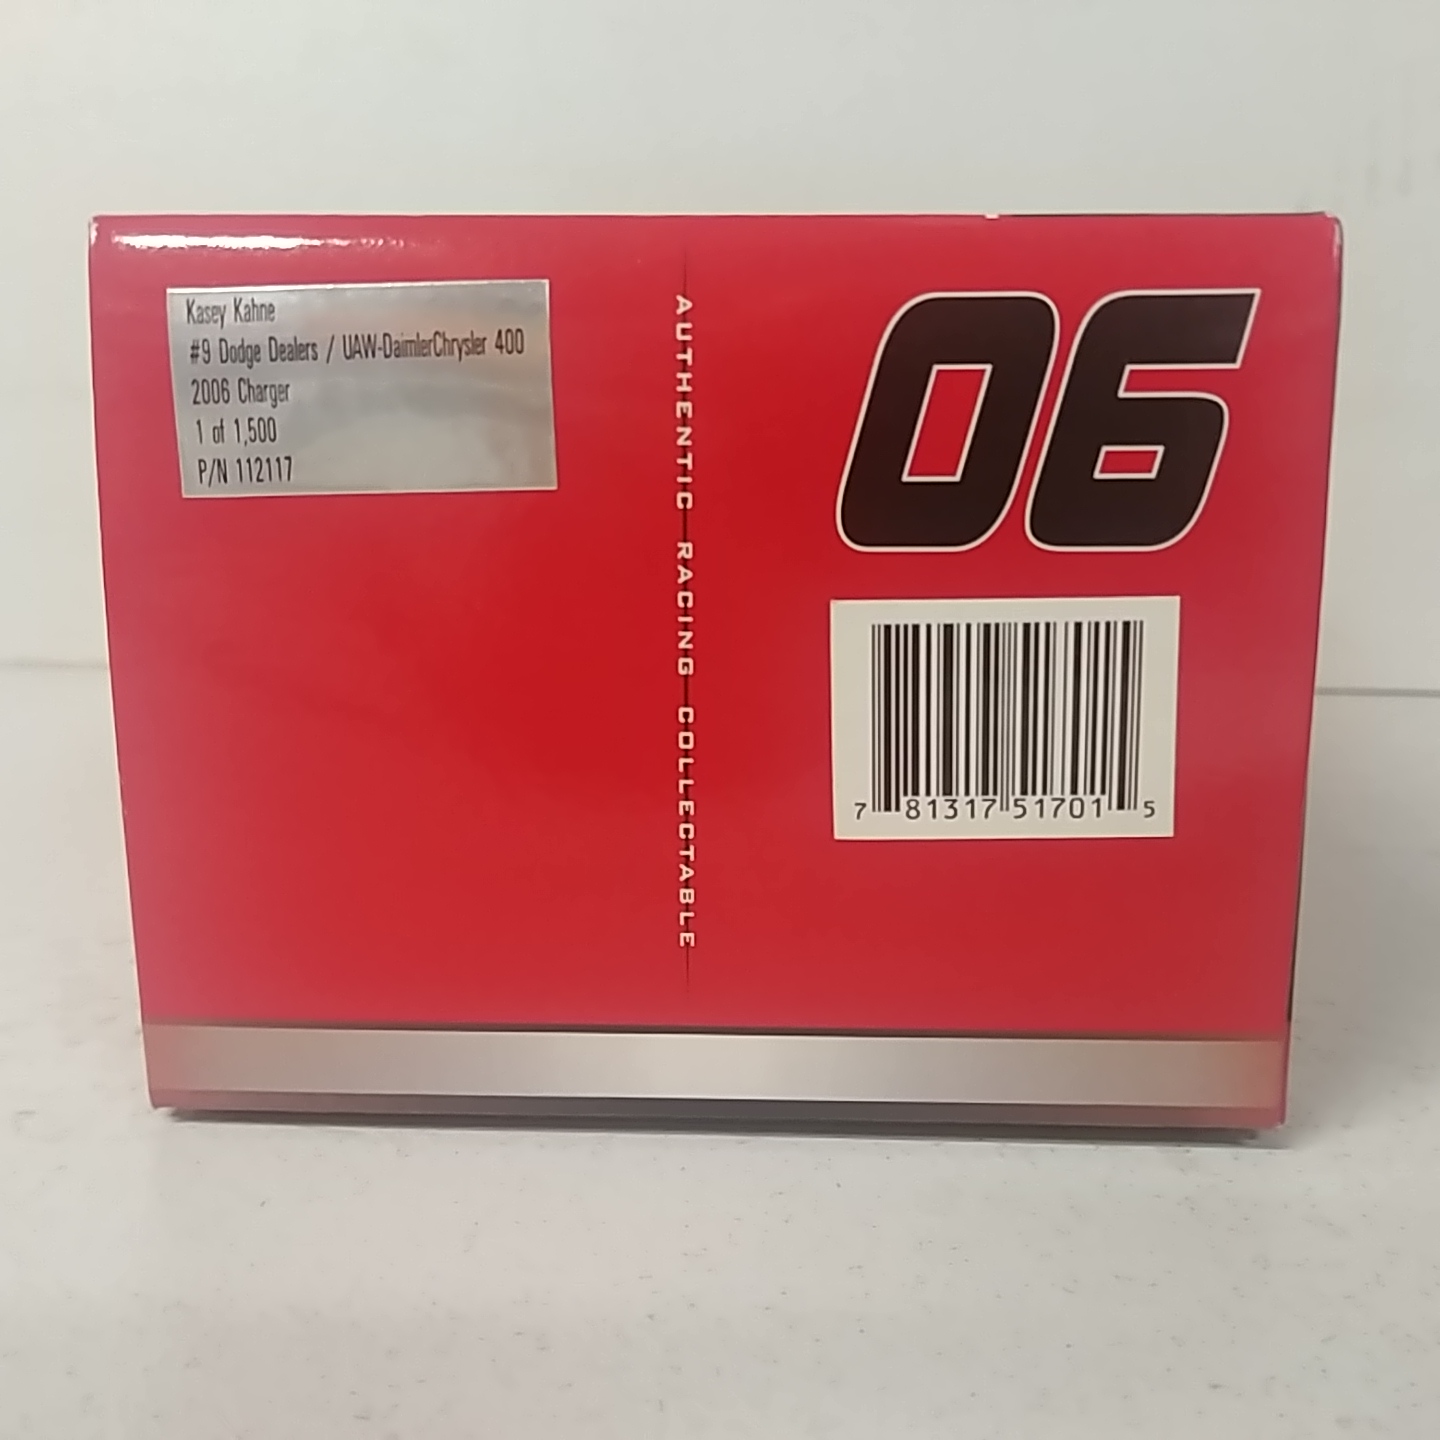 Kasey Kahne
#9 Dodge Dealers / UAW-DaimlerChrysler 400
2006 Charger
1 of 1,500
P/N 112117
AUTHENTIC RACING COLLECTABLE
06
7 81317 51701 5